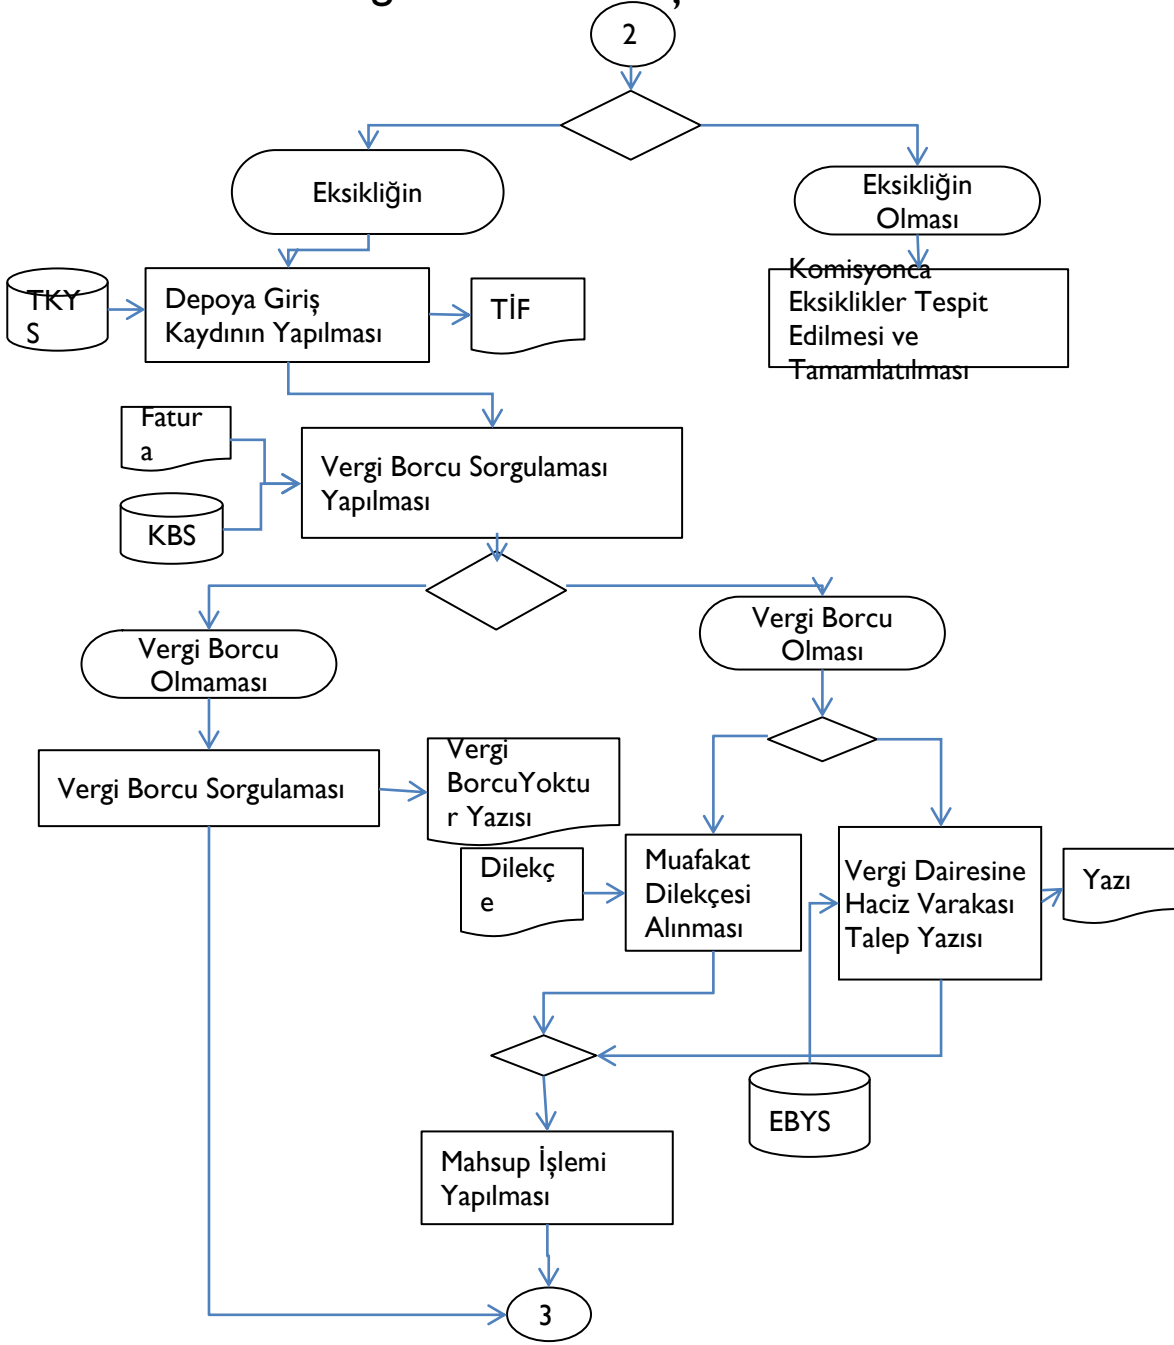 2
Eksikliğin
Eksikliğin
Olması
TKY
S
Depoya Giriş
Kaydının Yapılması
TİF
Komisyonca
Eksiklikler Tespit
Edilmesi ve
Tamamlatılması
Fatur
a
KBS
Vergi Borcu Sorgulaması
Yapılması
Vergi Borcu
Olmaması
Vergi Borcu
Olması
Vergi Borcu Sorgulaması
Vergi
BorcuYoktu
r Yazısı
Dilekç
e
Muafakat
Dilekçesi
Alınması
Vergi Dairesine
Haciz Varakası
Talep Yazısı
Yazı
EBYS
Mahsup İşlemi
Yapılması
3